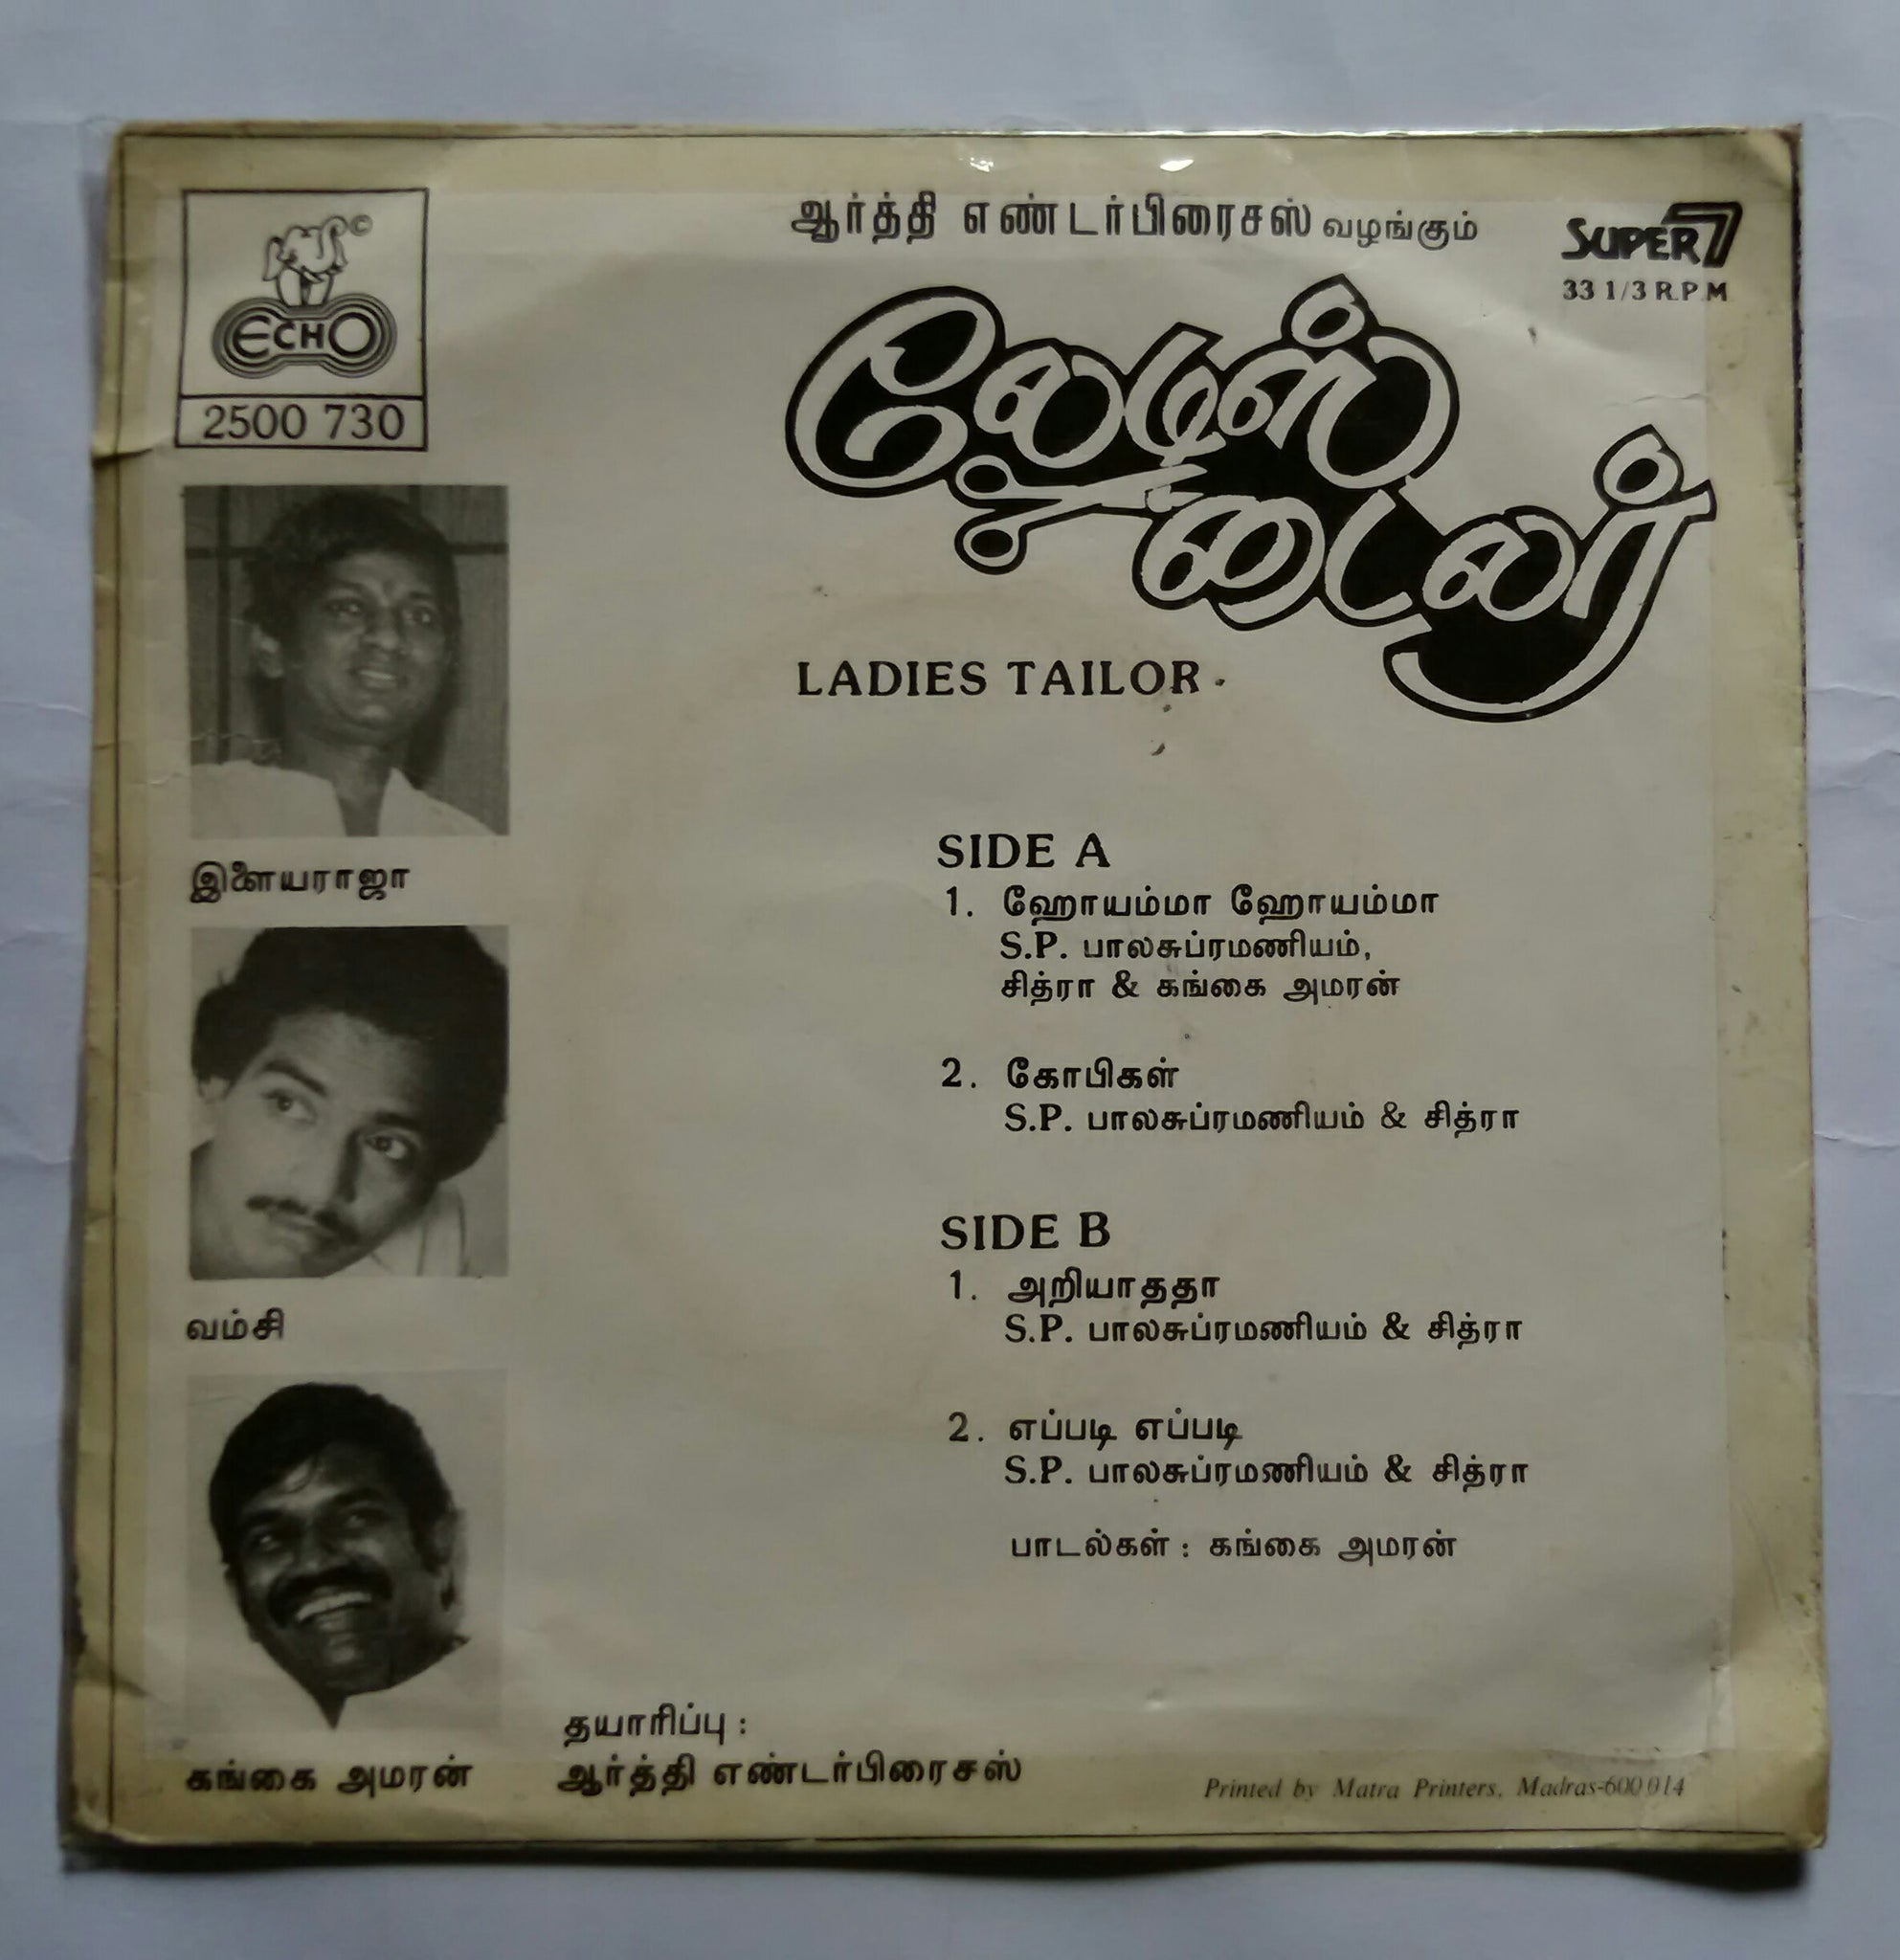 ©
ECHO
2500 730
ஆர்த்தி எண்டர்பிரைசஸ் வழங்கும்
SUPER 7
33 1/3 R.P.M
லேடீஸ்
டைலர்
LADIES TAILOR
இளையராஜா
வம்சி
கங்கை அமரன்
SIDE A
1. ஹோயம்மா ஹோயம்மா
S.P. பாலசுப்ரமணியம்,
சித்ரா & கங்கை அமரன்
2. கோபிகள்
S.P. பாலசுப்ரமணியம் & சித்ரா
SIDE B
1. அறியாததா
S.P. பாலசுப்ரமணியம் & சித்ரா
2. எப்படி எப்படி
S.P. பாலசுப்ரமணியம் & சித்ரா
பாடல்கள் : கங்கை அமரன்
தயாரிப்பு :
ஆர்த்தி எண்டர்பிரைசஸ்
Printed by Matra Printers, Madras-600 014